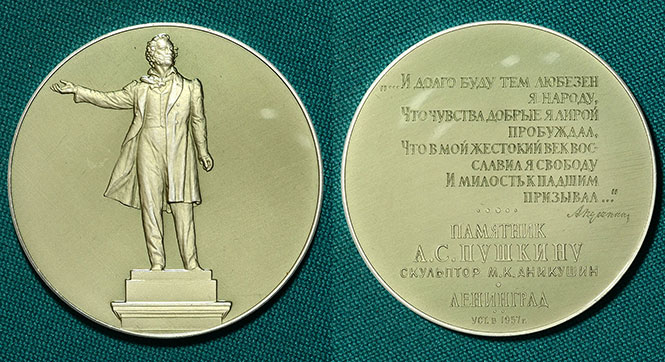 „...И ДОЛГО БУДУ ТЕМ ЛЮБЕЗЕН
Я НАРОДУ,
ЧТО ЧУВСТВА ДОБРЫЕ Я ЛИРОЙ
ПРОБУЖДАЛ,
ЧТО В МОЙ ЖЕСТОКИЙ ВЕК ВОС-
СЛАВИЛ Я СВОБОДУ
И МИЛОСТЬ К ПАДШИМ
ПРИЗЫВАЛ..."
А Пушкин
ПАМЯТНИК
А.С. ПУШКИНУ
СКУЛЬПТОР М.К. АНИКУШИН
ЛЕНИНГРАД
УСТ. В 1957 г.